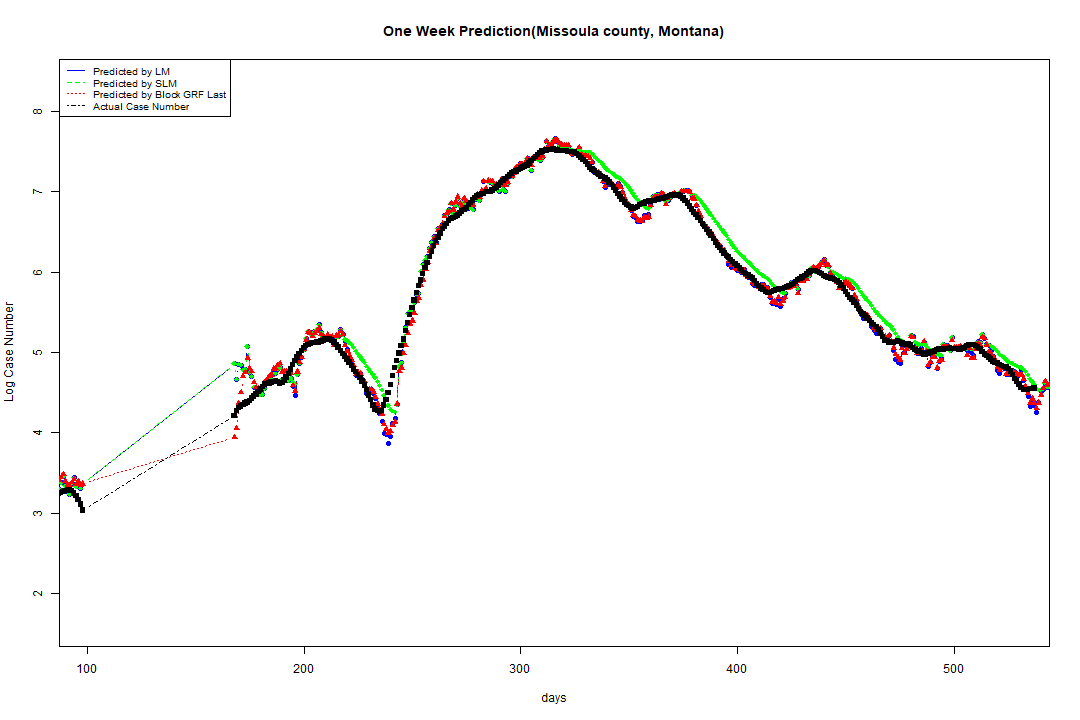 One Week Prediction(Missoula county, Montana)
Predicted by LM
Predicted by SLM
Predicted by Block GRF Last
Actual Case Number
8
7
6
5
4
3
2
Log Case Number
100 200 300 400 500
days